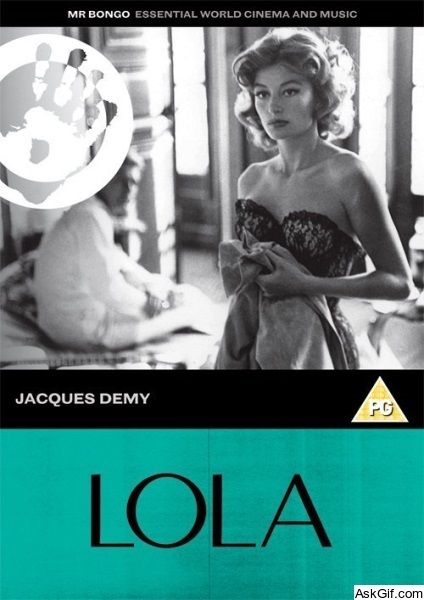 MR BONGO ESSENTIAL WORLD CINEMA AND MUSIC
JACQUES DEMY
PG
LOLA
AskGif.com